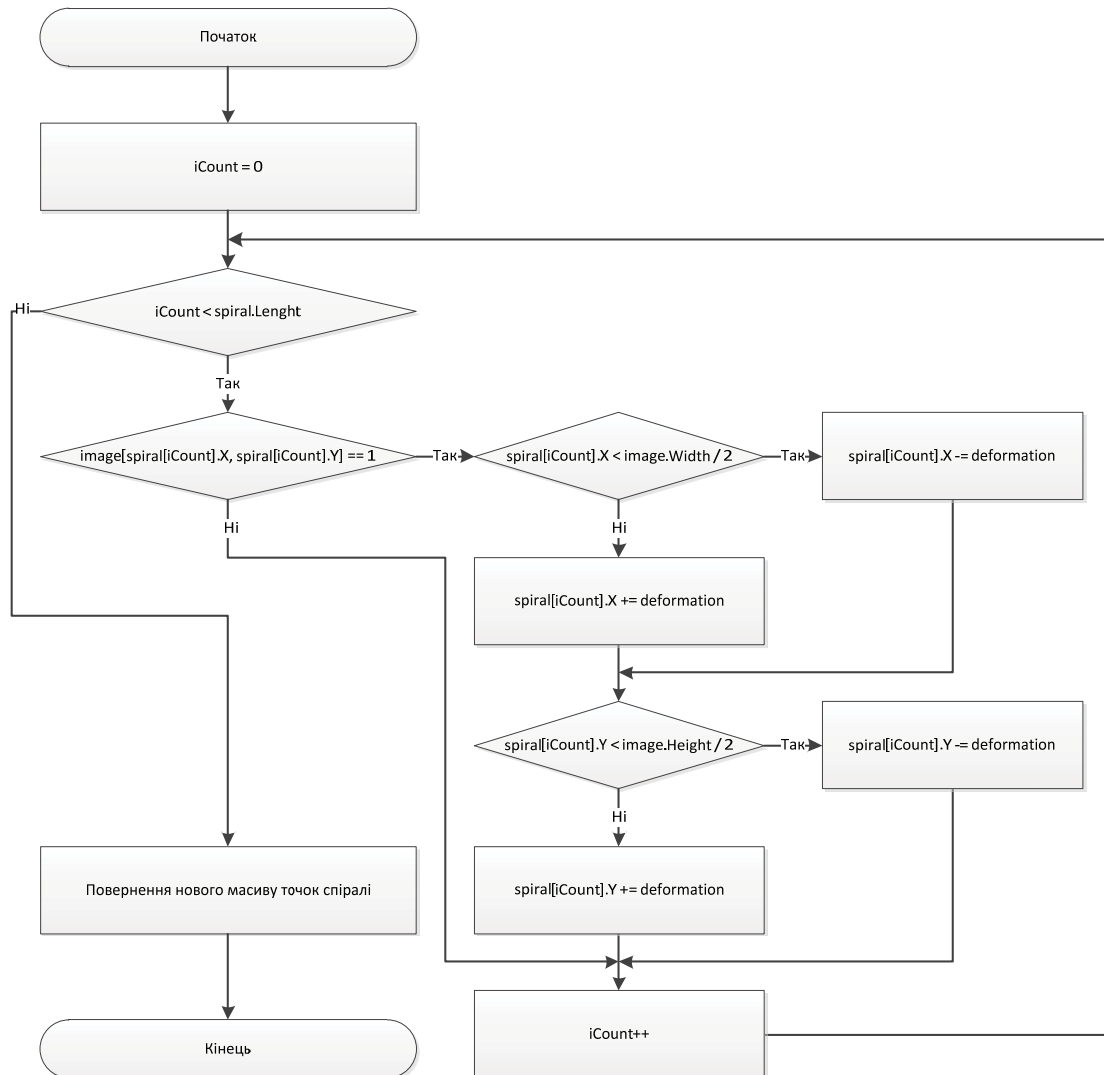 Початок
iCount = 0
iCount < spiral.Lenght
Ні
Так
image[spiral[iCount].X, spiral[iCount].Y] == 1
Так
spiral[iCount].X < image.Width / 2
Так
spiral[iCount].X -= deformation
Ні
Ні
spiral[iCount].X += deformation
spiral[iCount].Y < image.Height / 2
Так
spiral[iCount].Y -= deformation
Ні
Повернення нового масиву точок спіралі
spiral[iCount].Y += deformation
iCount++
Кінець